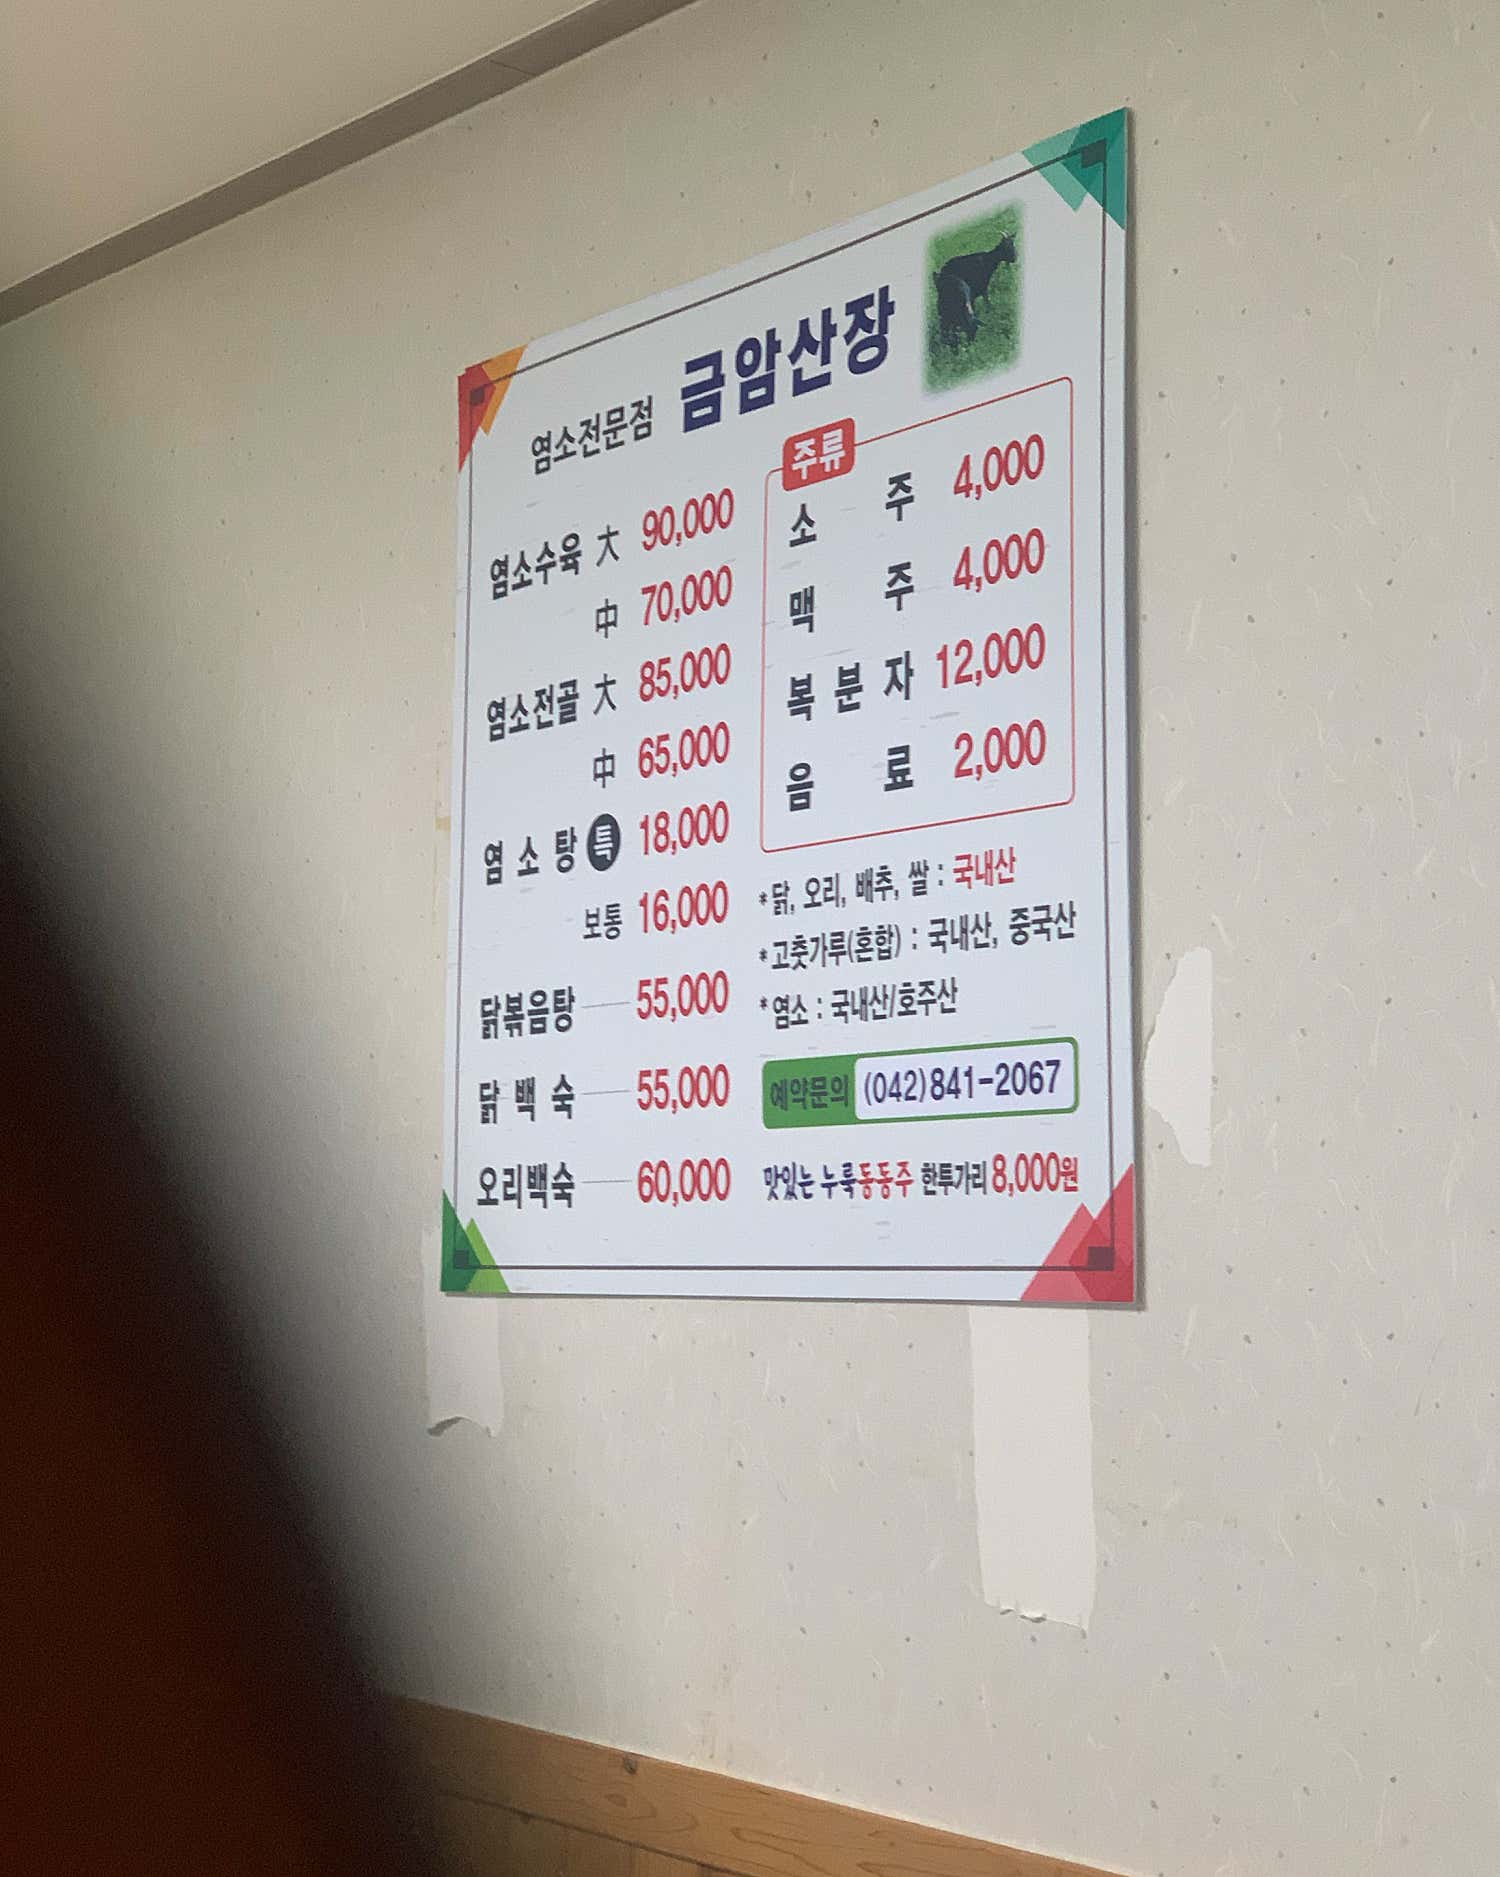 염소전문점 금암산장
염소수육 大 90,000
中 70,000
염소전골 大 85,000
中 65,000
염소탕 특 18,000
보통 16,000
닭볶음탕 55,000
닭백숙 55,000
오리백숙 60,000
주류
소주 4,000
맥주 4,000
복분자 12,000
음료 2,000
*닭, 오리, 배추, 쌀 : 국내산
*고춧가루(혼합) : 국내산, 중국산
*염소 : 국내산/호주산
예약문의 (042)841-2067
맛있는 누룩동동주 한투가리 8,000원